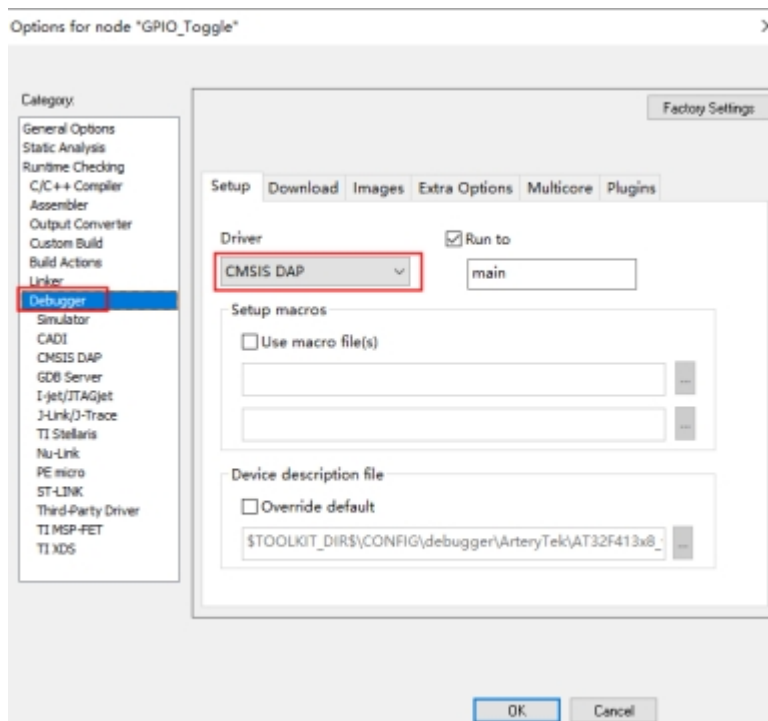 Options for node "GPIO_Toggle"
Category:
Factory Settings
General Options
Static Analysis
Runtime Checking
C/C++ Compiler
Assembler
Output Converter
Custom Build
Build Actions
Linker
Debugger
Simulator
CADI
CMSIS DAP
GDB Server
I-jet/JTAGjet
J-Link/J-Trace
TI Stellaris
Nu-Link
PE micro
ST-LINK
Third-Party Driver
TI MSP-FET
TI XDS
Setup Download Images Extra Options Multicore Plugins
Driver
Run to
CMSIS DAP
main
Setup macros
Use macro file(s)
...
...
Device description file
Override default
$TOOLKIT_DIR$\CONFIG\debugger\ArteryTek\AT32F413x8_
...
OK Cancel